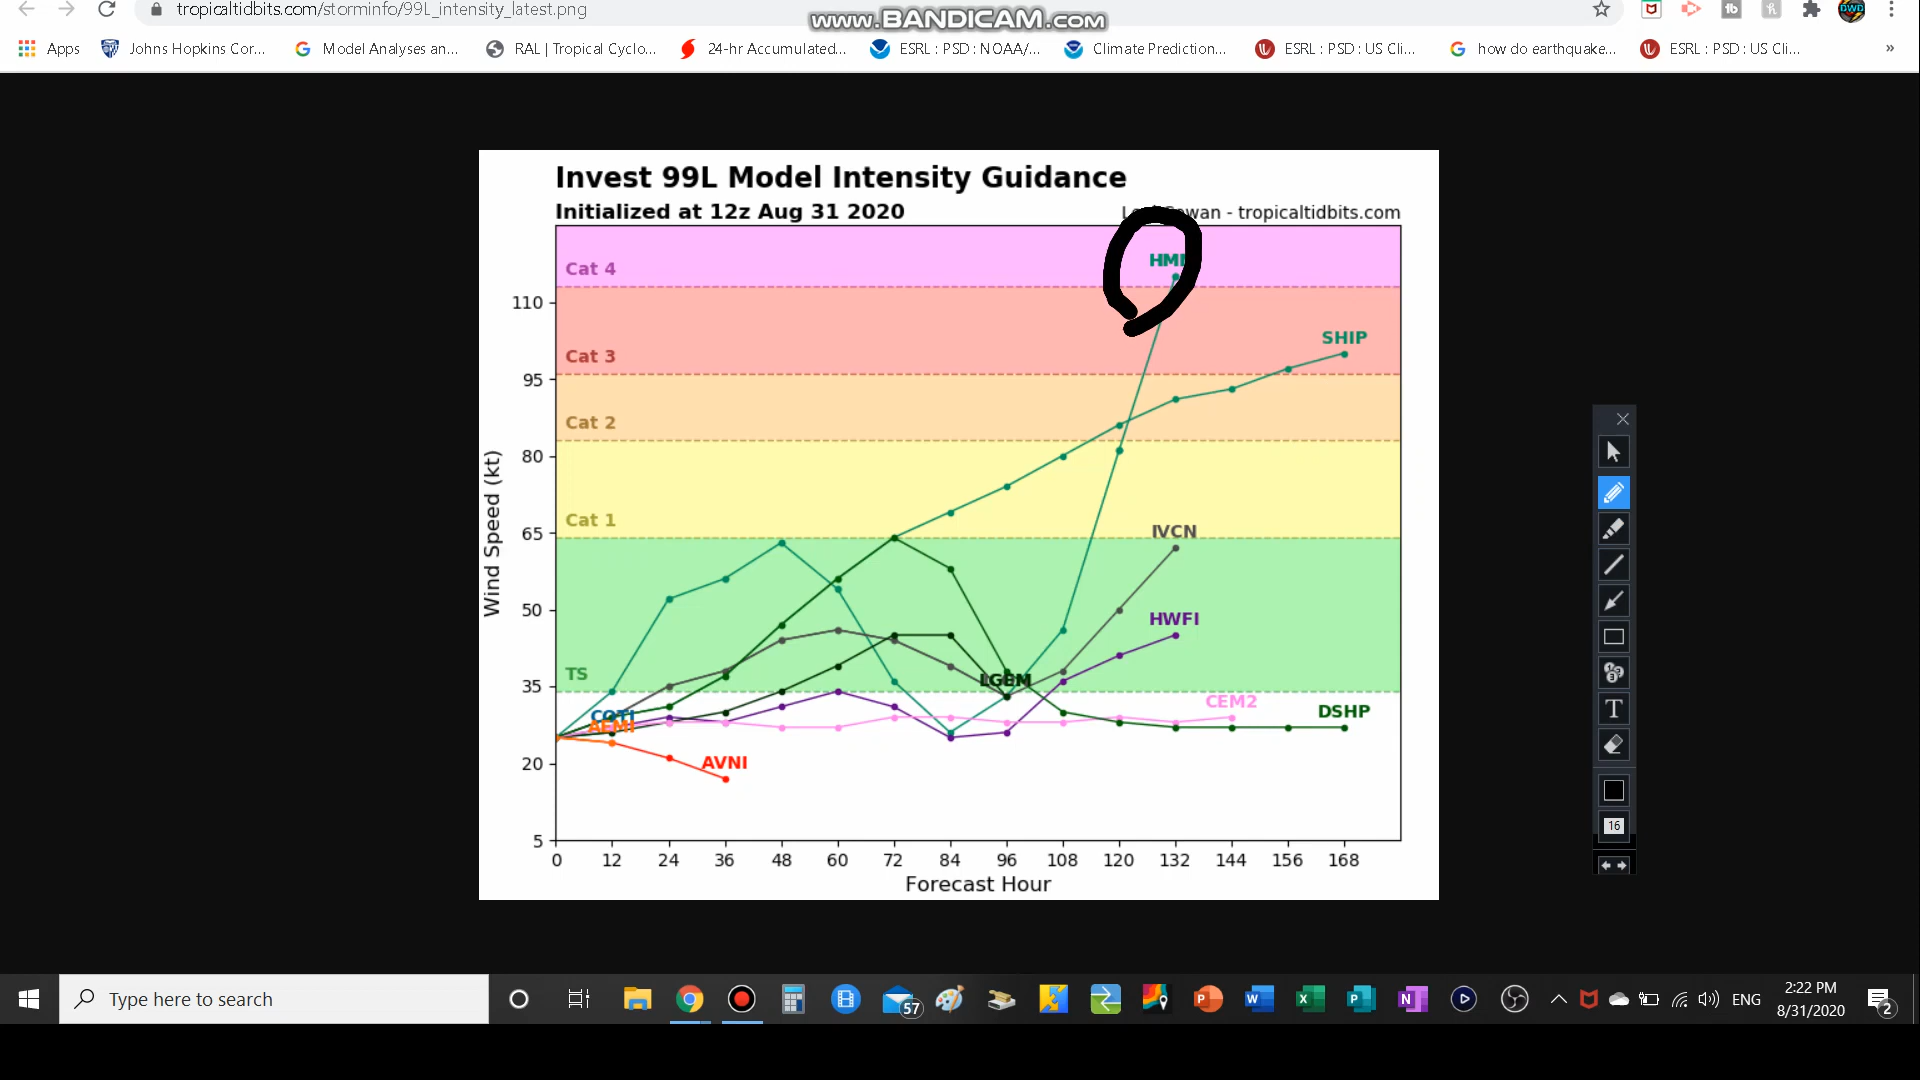 tropicaltidbits.com/storminfo/99L_intensity_latest.png
www.BANDICAM.com
Apps
Johns Hopkins Cor...
Model Analyses an...
RAL | Tropical Cyclo...
24-hr Accumulated...
ESRL : PSD : NOAA/...
Climate Prediction...
ESRL : PSD : US Cli...
how do earthquake...
ESRL : PSD : US Cli...
»
Invest 99L Model Intensity Guidance
Initialized at 12z Aug 31 2020
- tropicaltidbits.com
Cat 4
110
Cat 3
SHIP
95
Cat 2
80
Cat 1
65
IVCN
50
HWFI
TS
35
LGEM
CEM2
DSHP
COTI
AEMI
AVNI
20
5
Wind Speed (kt)
0 12 24 36 48 60 72 84 96 108 120 132 144 156 168
Forecast Hour
T
16
Type here to search
57
ENG
2:22 PM
8/31/2020
2